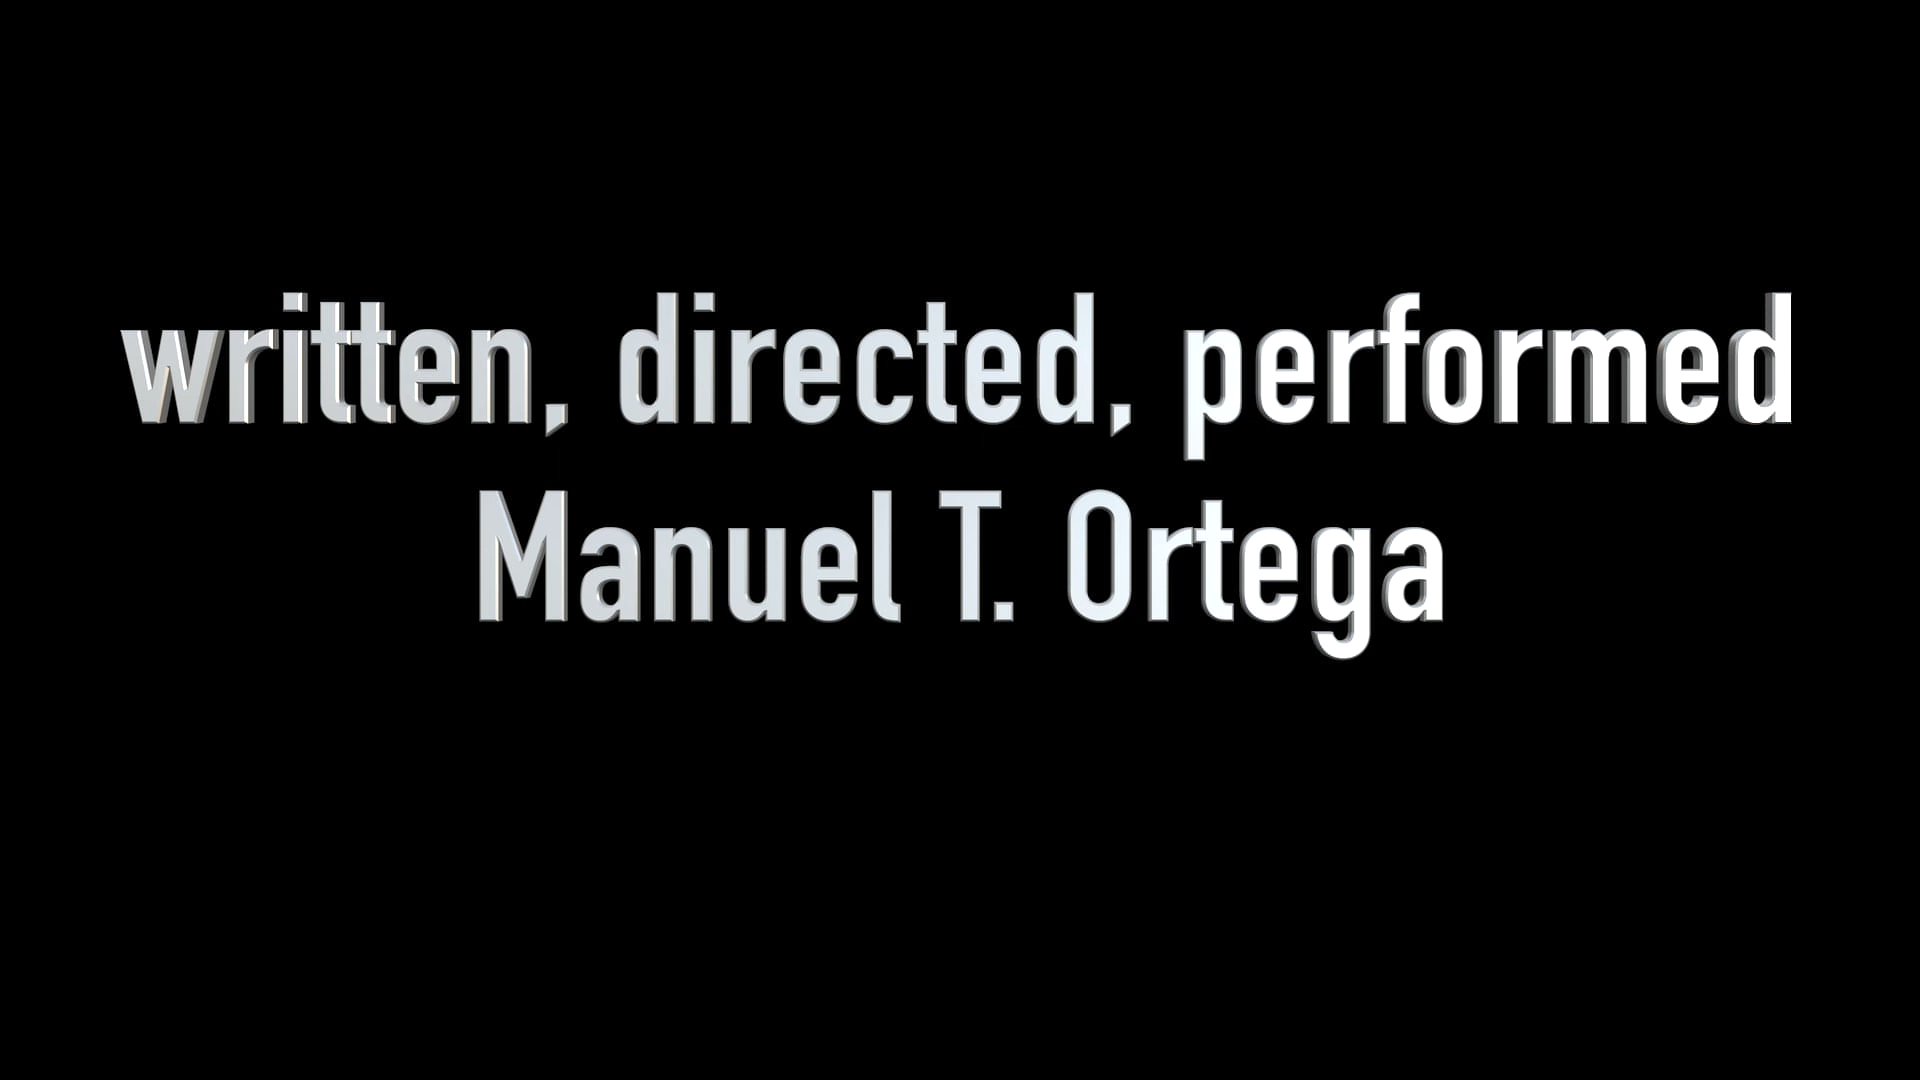 written, directed, performed
Manuel T. Ortega